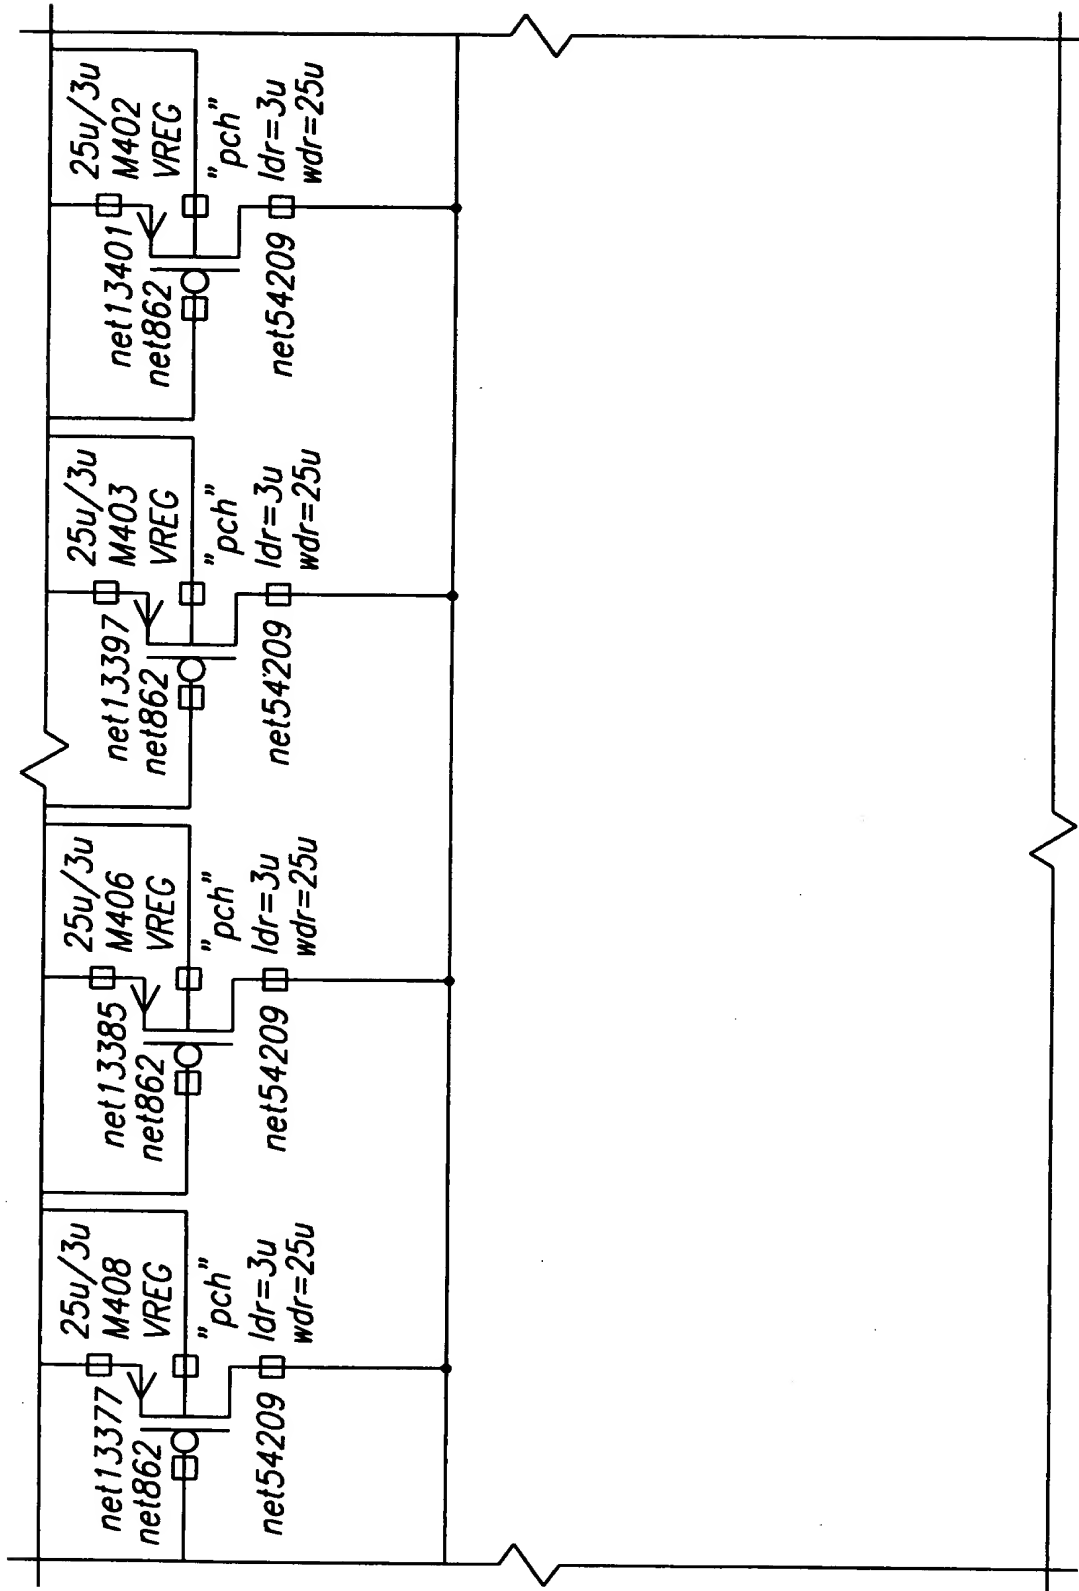 net13377
net862
25u/3u
M408
VREG
"pch"
ldr=3u
wdr=25u
net54209
net13385
net862
25u/3u
M406
VREG
"pch"
ldr=3u
wdr=25u
net54209
net13397
net862
25u/3u
M403
VREG
"pch"
ldr=3u
wdr=25u
net54209
net13401
net862
25u/3u
M402
VREG
"pch"
ldr=3u
wdr=25u
net54209